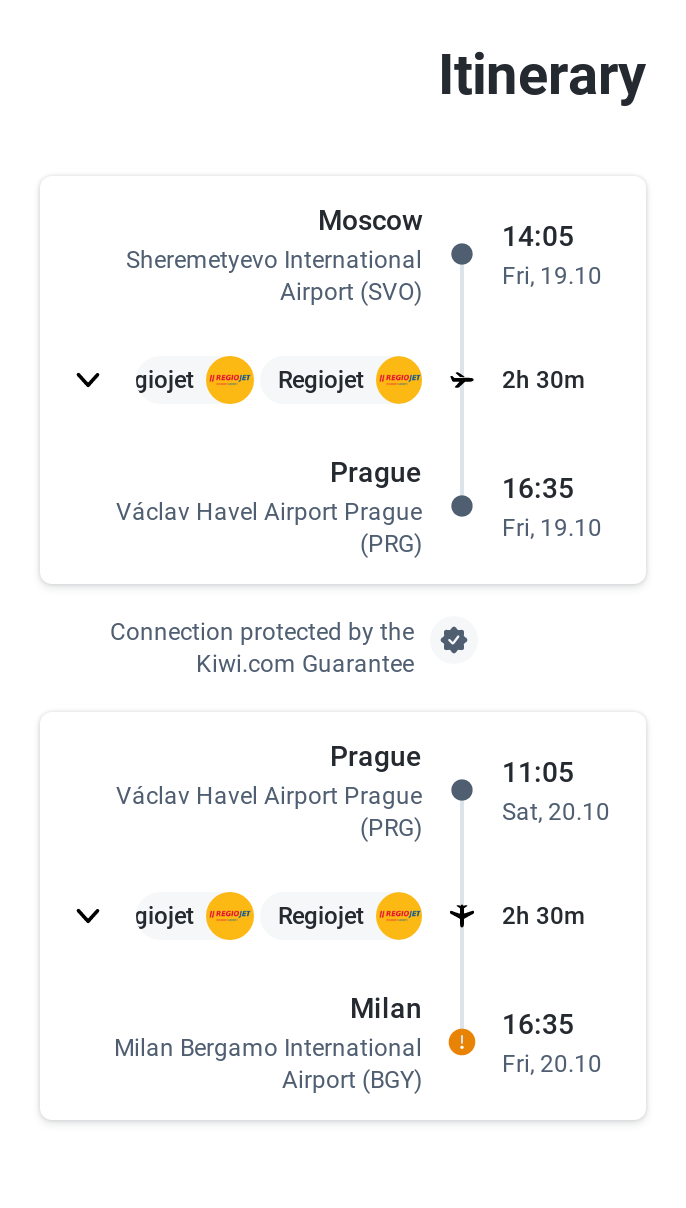 Itinerary
Moscow
Sheremetyevo International
Airport (SVO)
14:05
Fri, 19.10
giojet
REGIOJET
Regiojet
REGIOJET
2h 30m
Prague
Václav Havel Airport Prague
(PRG)
16:35
Fri, 19.10
Connection protected by the
Kiwi.com Guarantee
Prague
Václav Havel Airport Prague
(PRG)
11:05
Sat, 20.10
giojet
REGIOJET
Regiojet
REGIOJET
2h 30m
Milan
Milan Bergamo International
Airport (BGY)
16:35
Fri, 20.10